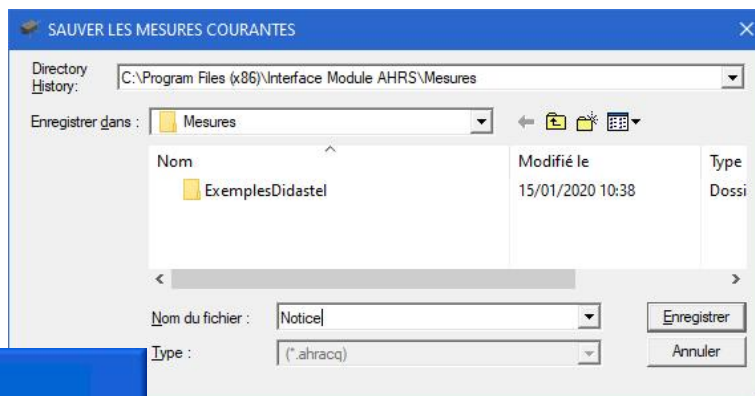 SAUVER LES MESURES COURANTES
Directory
History:
C:\Program Files (x86)\Interface Module AHRS\Mesures
Enregistrer dans :
Mesures
Nom
Modifié le
Type
ExemplesDidastel
15/01/2020 10:38
Dossi
Nom du fichier :
Notice
Enregistrer
Type :
(*.ahracq)
Annuler